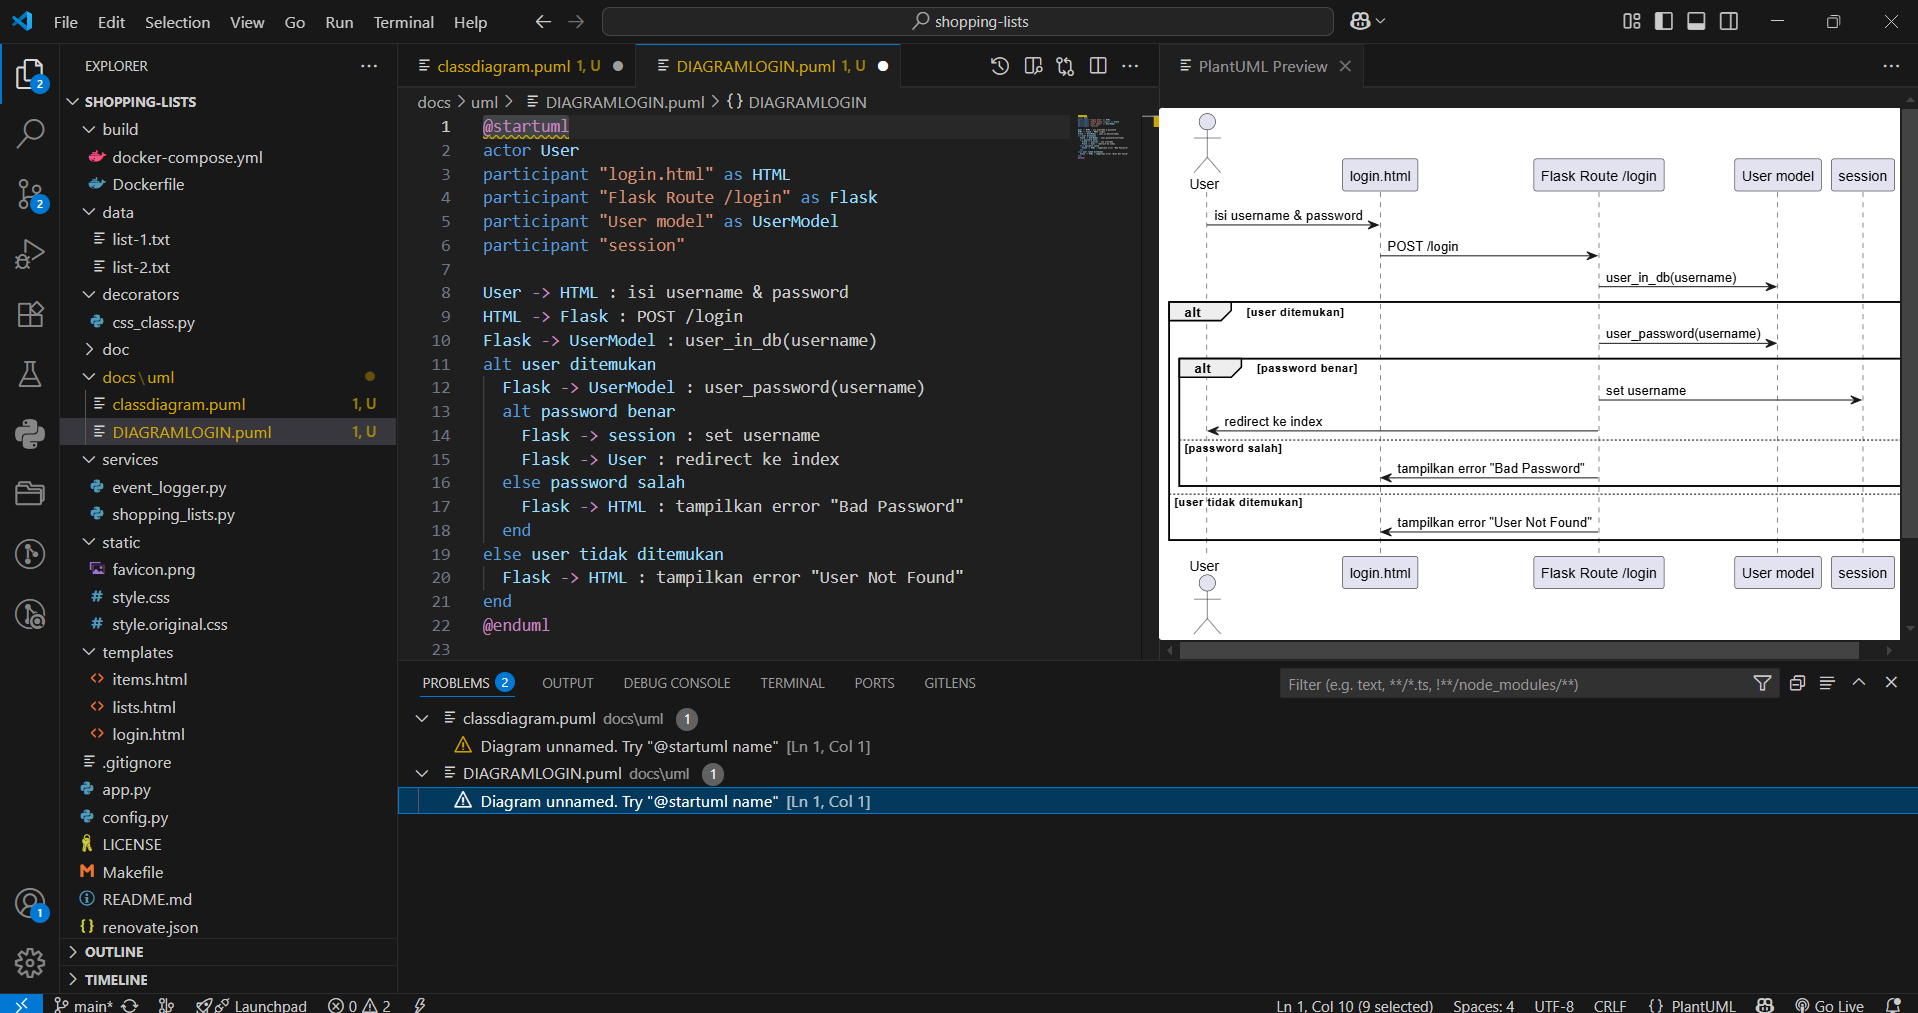 File Edit Selection View Go Run Terminal Help
shopping-lists
EXPLORER
SHOPPING-LISTS
build
docker-compose.yml
Dockerfile
data
list-1.txt
list-2.txt
decorators
css_class.py
doc
docs\uml
classdiagram.puml 1, U
DIAGRAMLOGIN.puml 1, U
services
event_logger.py
shopping_lists.py
static
favicon.png
style.css
style.original.css
templates
items.html
lists.html
login.html
.gitignore
app.py
config.py
LICENSE
Makefile
README.md
renovate.json
OUTLINE
TIMELINE
2
2
1
classdiagram.puml 1, U
DIAGRAMLOGIN.puml 1, U
docs > uml > DIAGRAMLOGIN.puml > {} DIAGRAMLOGIN
1 @startuml
2 actor User
3 participant "login.html" as HTML
4 participant "Flask Route /login" as Flask
5 participant "User model" as UserModel
6 participant "session"
7
8 User -> HTML : isi username & password
9 HTML -> Flask : POST /login
10 Flask -> UserModel : user_in_db(username)
11 alt user ditemukan
12 Flask -> UserModel : user_password(username)
13 alt password benar
14 Flask -> session : set username
15 Flask -> User : redirect ke index
16 else password salah
17 Flask -> HTML : tampilkan error "Bad Password"
18 end
19 else user tidak ditemukan
20 Flask -> HTML : tampilkan error "User Not Found"
21 end
22 @enduml
23
PlantUML Preview
User
login.html
Flask Route /login
User model
session
isi username & password
POST /login
user_in_db(username)
alt [user ditemukan]
user_password(username)
alt [password benar]
set username
redirect ke index
[password salah]
tampilkan error "Bad Password"
[user tidak ditemukan]
tampilkan error "User Not Found"
User
login.html
Flask Route /login
User model
session
PROBLEMS 2 OUTPUT DEBUG CONSOLE TERMINAL PORTS GITLENS
Filter (e.g. text, **/*.ts, !**/node_modules/**)
classdiagram.puml docs\uml 1
Diagram unnamed. Try "@startuml name" [Ln 1, Col 1]
DIAGRAMLOGIN.puml docs\uml 1
Diagram unnamed. Try "@startuml name" [Ln 1, Col 1]
main* Launchpad 0 2
Ln 1, Col 10 (9 selected) Spaces: 4 UTF-8 CRLF {} PlantUML Go Live